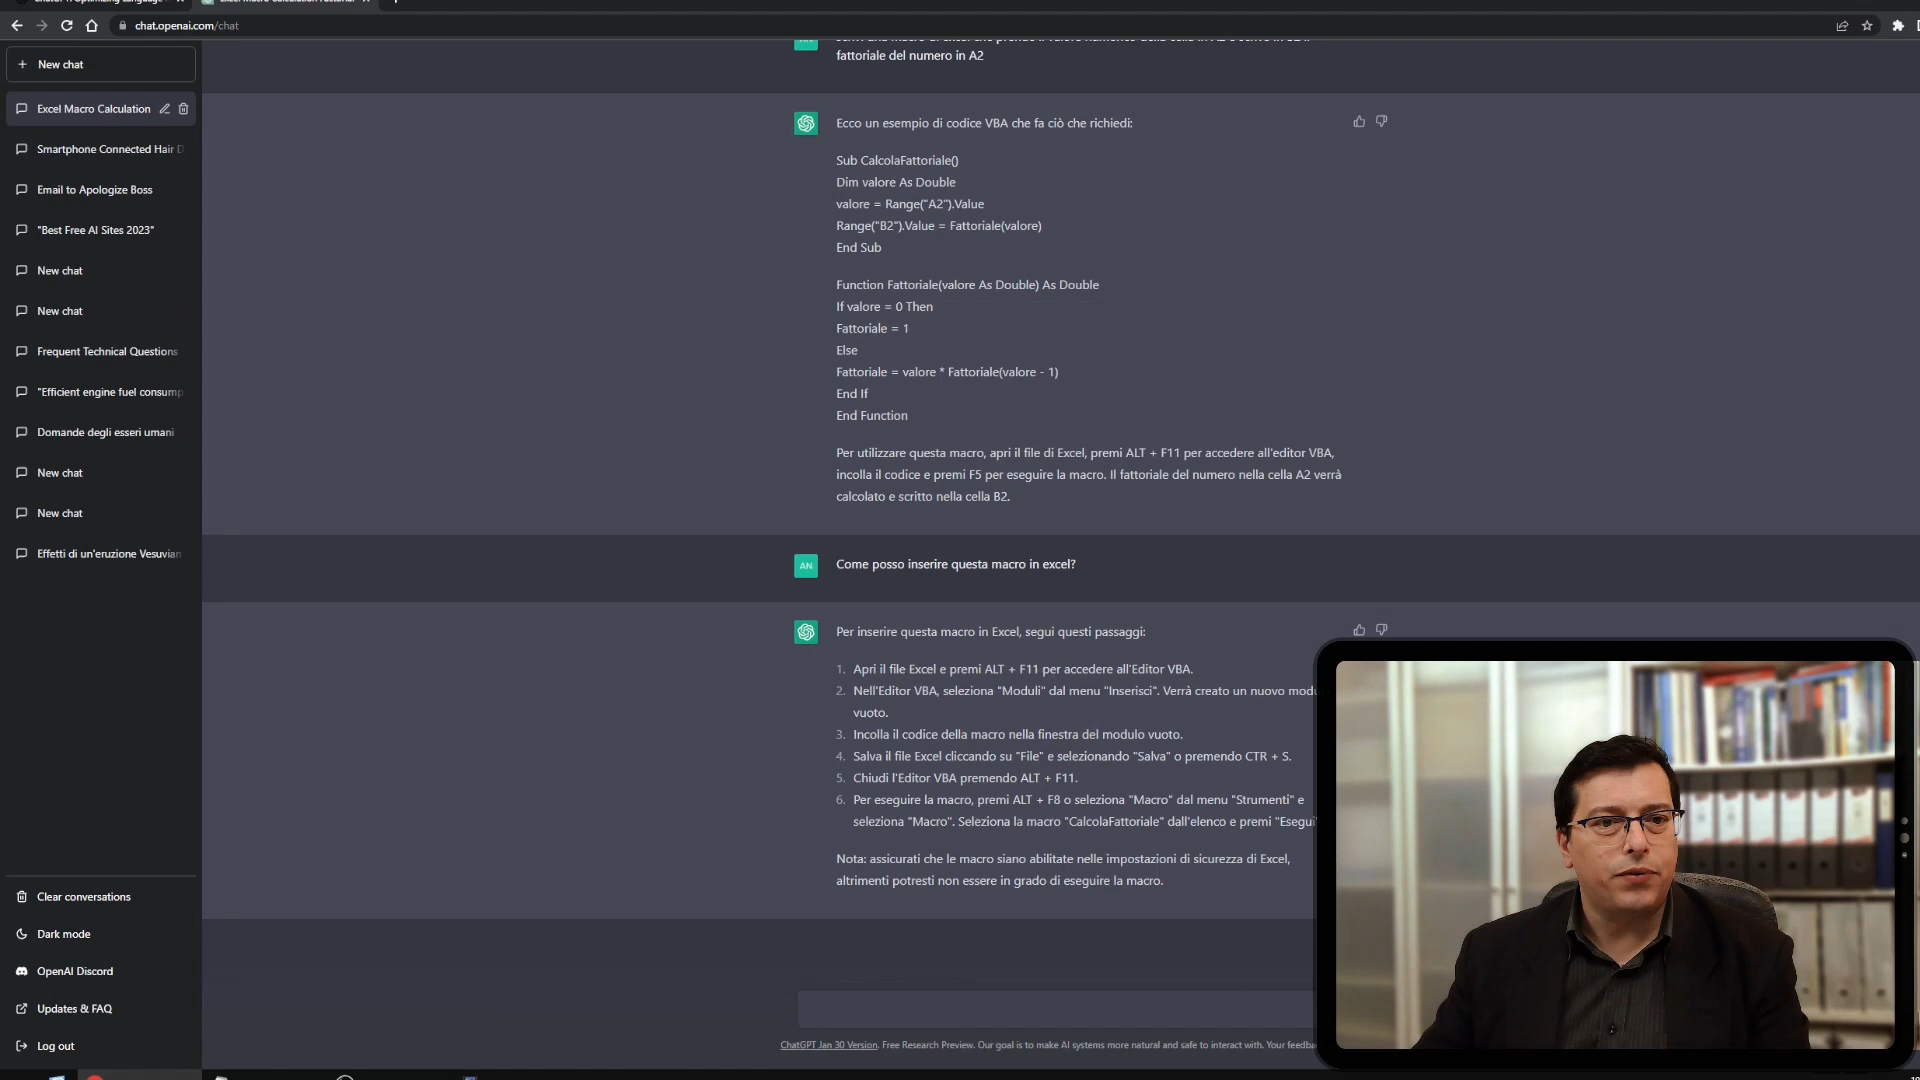 chat.openai.com/chat
New chat
Excel Macro Calculation
Smartphone Connected Hair D
Email to Apologize Boss
"Best Free AI Sites 2023"
New chat
New chat
Frequent Technical Questions
"Efficient engine fuel consump
Domande degli esseri umani
New chat
New chat
Effetti di un'eruzione Vesuvian
Clear conversations
Dark mode
OpenAI Discord
Updates & FAQ
Log out
fattoriale del numero in A2
Ecco un esempio di codice VBA che fa ciò che richiedi:
Sub CalcolaFattoriale()
Dim valore As Double
valore = Range("A2").Value
Range("B2").Value = Fattoriale(valore)
End Sub
Function Fattoriale(valore As Double) As Double
If valore = 0 Then
Fattoriale = 1
Else
Fattoriale = valore * Fattoriale(valore - 1)
End If
End Function
Per utilizzare questa macro, apri il file di Excel, premi ALT + F11 per accedere all'editor VBA,
incolla il codice e premi F5 per eseguire la macro. Il fattoriale del numero nella cella A2 verrà
calcolato e scritto nella cella B2.
AN Come posso inserire questa macro in excel?
Per inserire questa macro in Excel, segui questi passaggi:
1. Apri il file Excel e premi ALT + F11 per accedere all'Editor VBA.
2. Nell'Editor VBA, seleziona "Moduli" dal menu "Inserisci". Verrà creato un nuovo modu
vuoto.
3. Incolla il codice della macro nella finestra del modulo vuoto.
4. Salva il file Excel cliccando su "File" e selezionando "Salva" o premendo CTR + S.
5. Chiudi l'Editor VBA premendo ALT + F11.
6. Per eseguire la macro, premi ALT + F8 o seleziona "Macro" dal menu "Strumenti" e
seleziona "Macro". Seleziona la macro "CalcolaFattoriale" dall'elenco e premi "Esegui"
Nota: assicurati che le macro siano abilitate nelle impostazioni di sicurezza di Excel,
altrimenti potresti non essere in grado di eseguire la macro.
ChatGPT Jan 30 Version. Free Research Preview. Our goal is to make AI systems more natural and safe to interact with. Your feedba